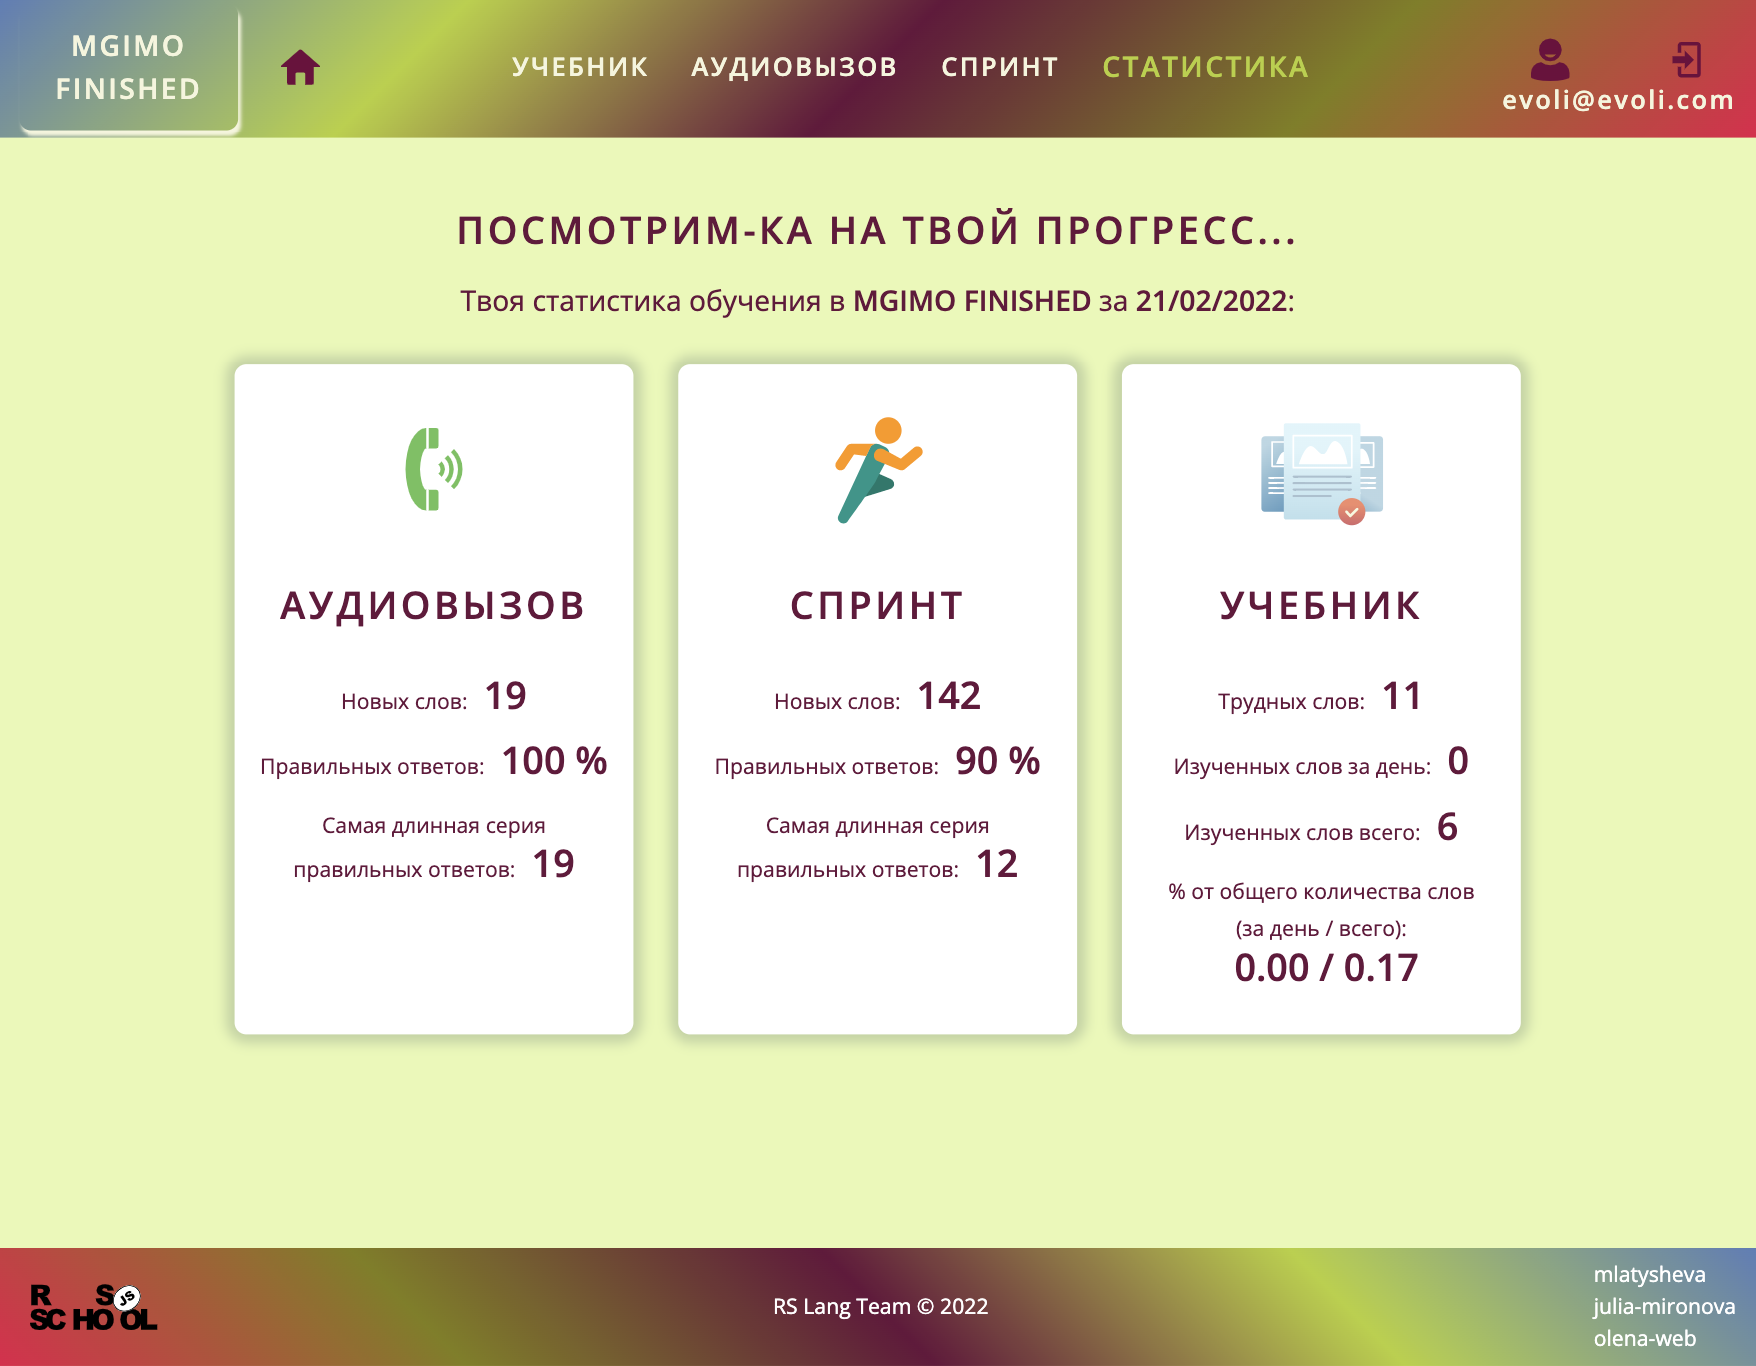 MGIMO
FINISHED
УЧЕБНИК АУДИОВЫЗОВ СПРИНТ СТАТИСТИКА
evoli@evoli.com
ПОСМОТРИМ-КА НА ТВОЙ ПРОГРЕСС...
Твоя статистика обучения в MGIMO FINISHED за 21/02/2022:
АУДИОВЫЗОВ
Новых слов: 19
Правильных ответов: 100 %
Самая длинная серия
правильных ответов: 19
СПРИНТ
Новых слов: 142
Правильных ответов: 90 %
Самая длинная серия
правильных ответов: 12
УЧЕБНИК
Трудных слов: 11
Изученных слов за день: 0
Изученных слов всего: 6
% от общего количества слов
(за день / всего):
0.00 / 0.17
RS
SCHOOL
JS
RS Lang Team © 2022
mlatysheva
julia-mironova
olena-web